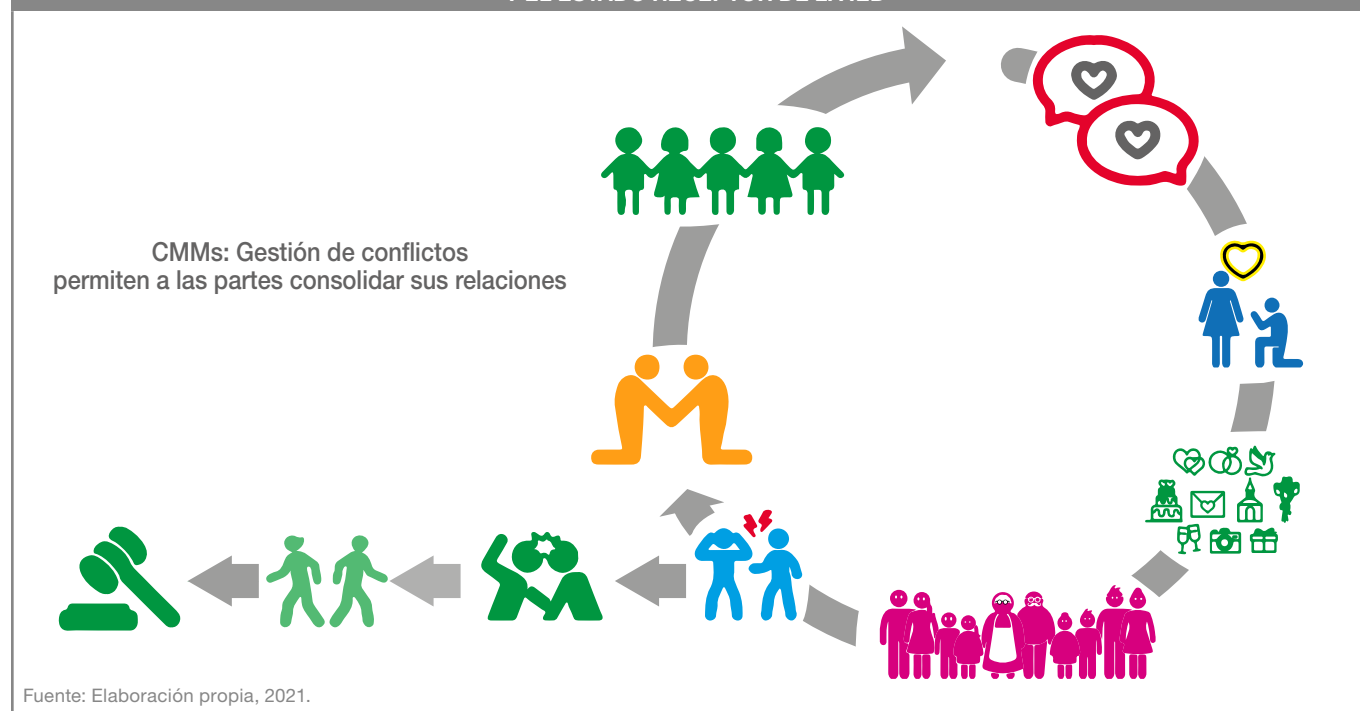 CMMs: Gestión de conflictos
permiten a las partes consolidar sus relaciones
Fuente: Elaboración propia, 2021.